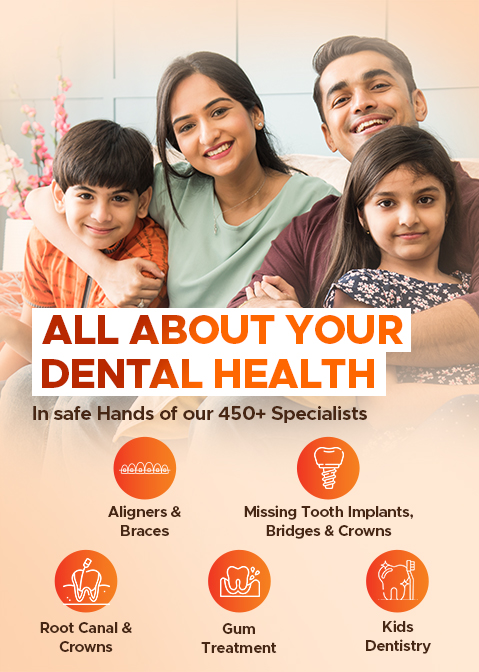 ALL ABOUT YOUR
DENTAL HEALTH
In safe Hands of our 450+ Specialists
Aligners &
Braces
Missing Tooth Implants,
Bridges & Crowns
Root Canal &
Crowns
Gum
Treatment
Kids
Dentistry